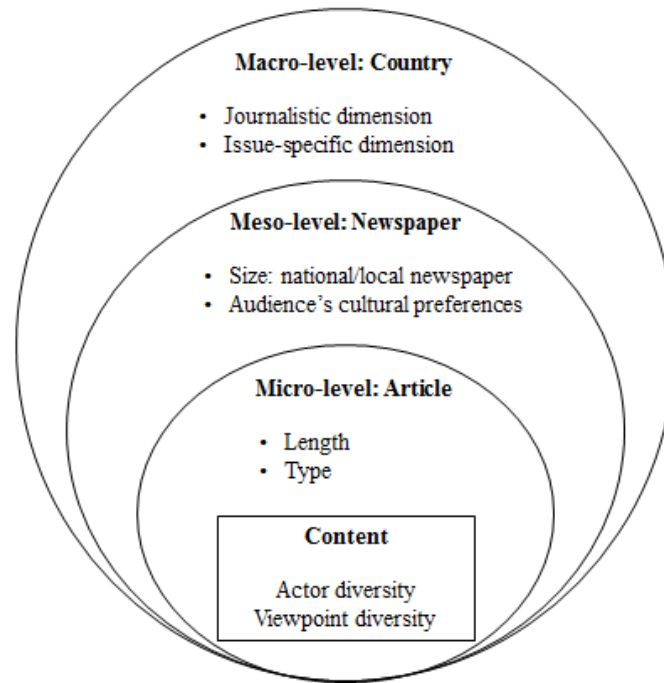 Macro-level: Country
• Journalistic dimension
• Issue-specific dimension
Meso-level: Newspaper
• Size: national/local newspaper
• Audience’s cultural preferences
Micro-level: Article
• Length
• Type
Content
Actor diversity
Viewpoint diversity